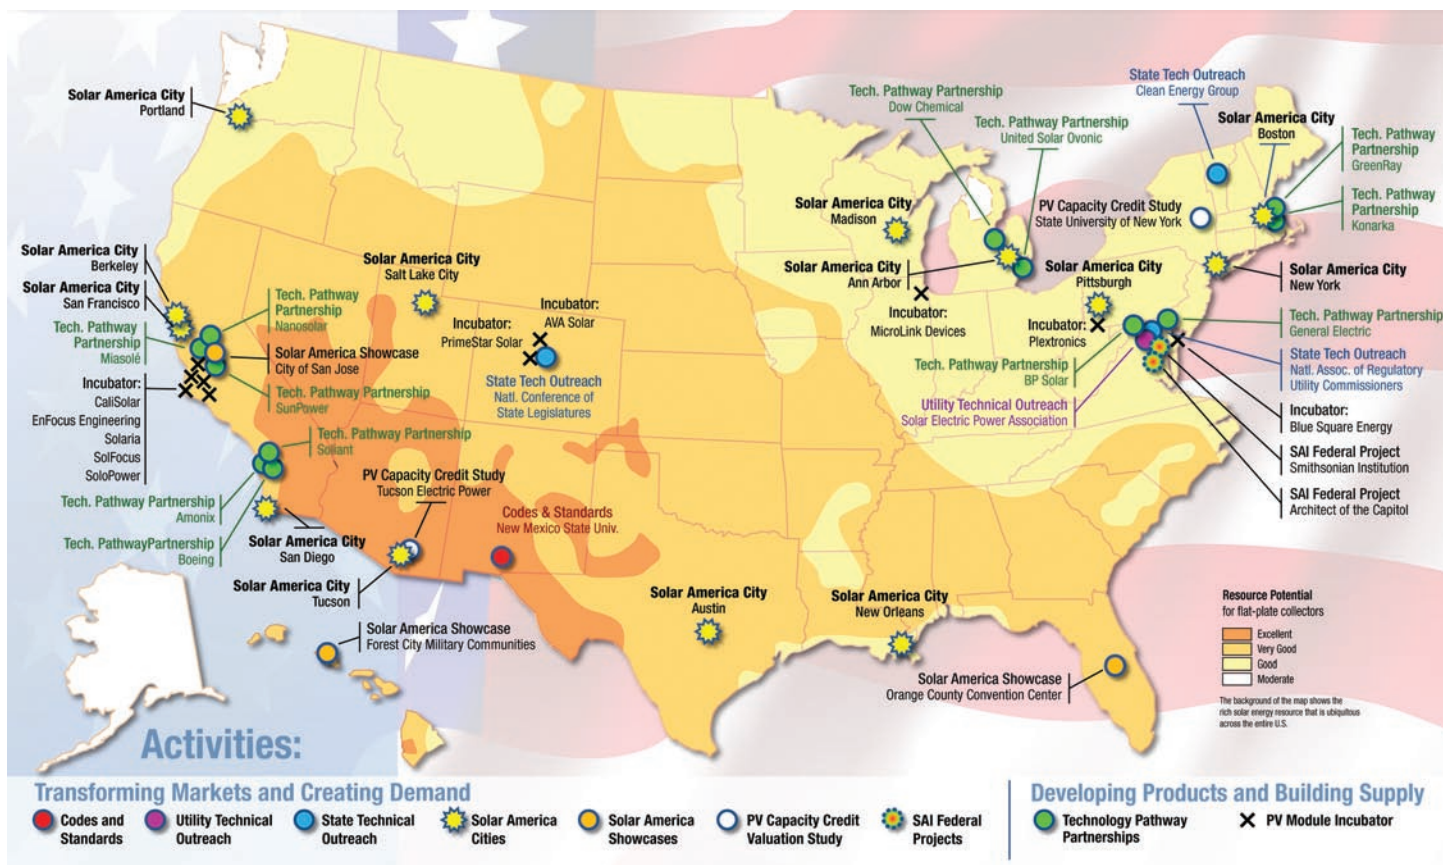 Solar America City
Portland
Tech. Pathway Partnership
Dow Chemical
Tech. Pathway Partnership
United Solar Ovonic
State Tech Outreach
Clean Energy Group
Solar America City
Boston
Tech. Pathway
Partnership
GreenRay
Tech. Pathway
Partnership
Konarka
Solar America City
Madison
PV Capacity Credit Study
State University of New York
Solar America City
Berkeley
Solar America City
San Francisco
Tech. Pathway
Partnership
Miasolé
Incubator:
CaliSolar
EnFocus Engineering
Solaria
SolFocus
SoloPower
Tech. Pathway
Partnership
Nanosolar
Solar America Showcase
City of San Jose
Tech. Pathway Partnership
SunPower
Solar America City
Salt Lake City
Incubator:
AVA Solar
Incubator:
PrimeStar Solar
State Tech Outreach
Natl. Conference of
State Legislatures
Solar America City
Ann Arbor
Incubator:
MicroLink Devices
Solar America City
Pittsburgh
Incubator:
Plextronics
Solar America City
New York
Tech. Pathway Partnership
General Electric
Tech. Pathway Partnership
BP Solar
State Tech Outreach
Natl. Assoc. of Regulatory
Utility Commissioners
Utility Technical Outreach
Solar Electric Power Association
Incubator:
Blue Square Energy
SAI Federal Project
Smithsonian Institution
SAI Federal Project
Architect of the Capitol
Tech. Pathway Partnership
Soliant
Tech. Pathway Partnership
Amonix
Tech. PathwayPartnership
Boeing
Solar America City
San Diego
PV Capacity Credit Study
Tucson Electric Power
Solar America City
Tucson
Codes & Standards
New Mexico State Univ.
Solar America City
Austin
Solar America City
New Orleans
Solar America Showcase
Forest City Military Communities
Solar America Showcase
Orange County Convention Center
Resource Potential
for flat-plate collectors
Excellent
Very Good
Good
Moderate
The background of the map shows the
rich solar energy resource that is ubiquitous
across the entire U.S.
Activities:
Transforming Markets and Creating Demand
Codes and
Standards
Utility Technical
Outreach
State Technical
Outreach
Solar America
Cities
Solar America
Showcases
PV Capacity Credit
Valuation Study
SAI Federal
Projects
Developing Products and Building Supply
Technology Pathway
Partnerships
PV Module Incubator